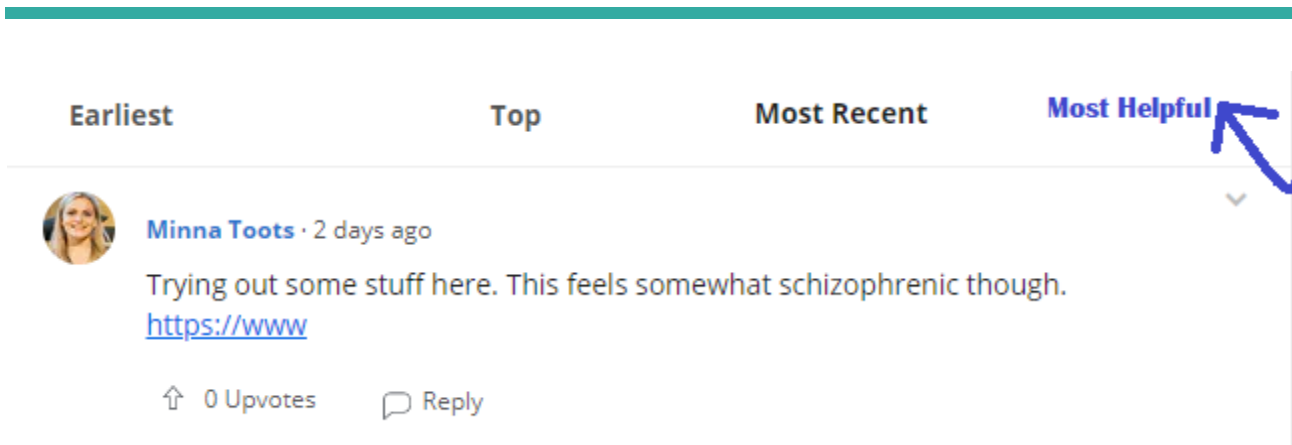 Earliest Top Most Recent Most Helpful
Minna Toots · 2 days ago
Trying out some stuff here. This feels somewhat schizophrenic though.
https://www
0 Upvotes Reply